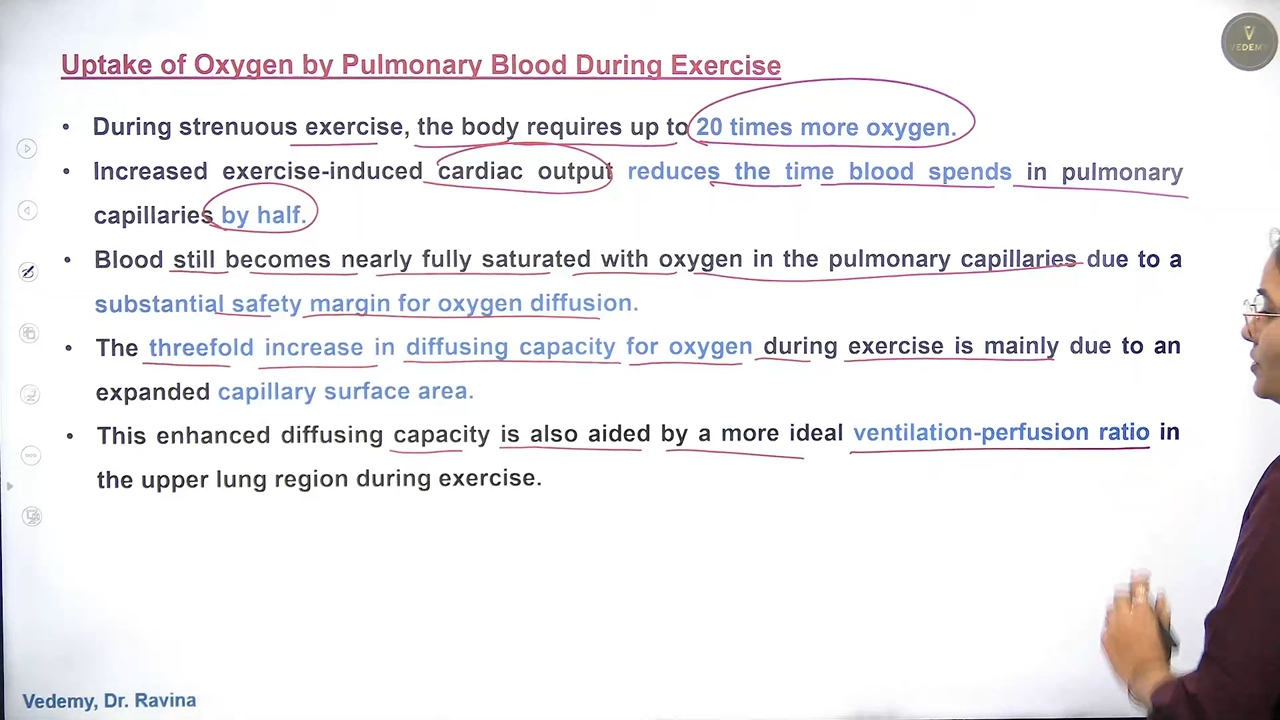 VEDEMY
Uptake of Oxygen by Pulmonary Blood During Exercise
• During strenuous exercise, the body requires up to 20 times more oxygen.
• Increased exercise-induced cardiac output reduces the time blood spends in pulmonary
capillaries by half.
• Blood still becomes nearly fully saturated with oxygen in the pulmonary capillaries due to a
substantial safety margin for oxygen diffusion.
• The threefold increase in diffusing capacity for oxygen during exercise is mainly due to an
expanded capillary surface area.
• This enhanced diffusing capacity is also aided by a more ideal ventilation-perfusion ratio in
the upper lung region during exercise.
Vedemy, Dr. Ravina